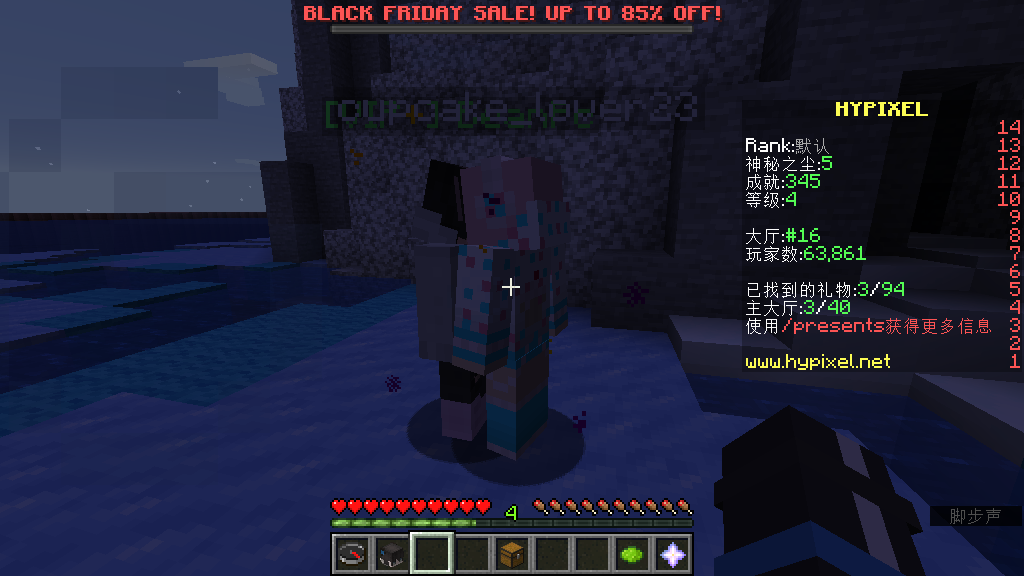 BLACK FRIDAY SALE! UP TO 85% OFF!
cupcake_lover33
HYPIXEL
14
Rank:默认 13
神秘之尘:5 12
成就:345 11
等级:4 10
9
大厅:#16 8
玩家数:63,861 7
6
已找到的礼物:3/94 5
主大厅:3/40 4
使用/presents获得更多信息 3
2
www.hypixel.net 1
4
脚步声